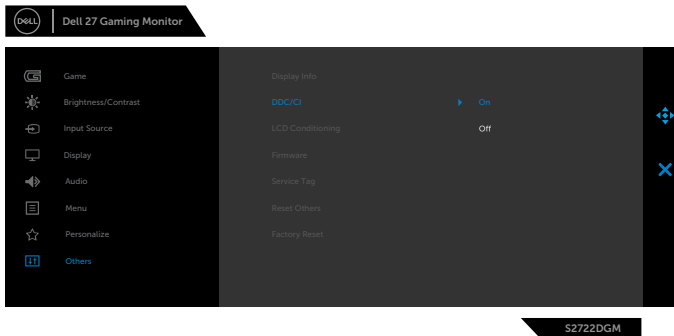 DELL
Dell 27 Gaming Monitor
Game
Brightness/Contrast
Input Source
Display
Audio
Menu
Personalize
Others
Display Info
DDC/CI
On
LCD Conditioning
Off
Firmware
Service Tag
Reset Others
Factory Reset
S2722DGM